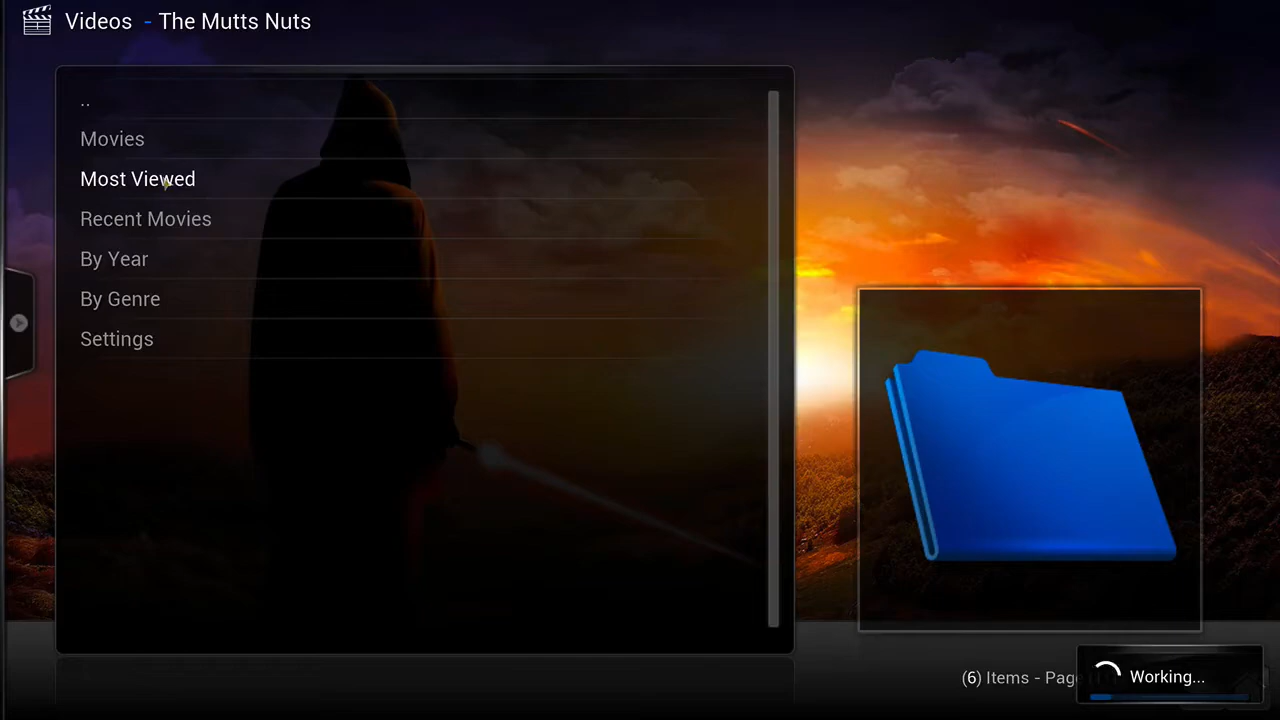 Videos - The Mutts Nuts
..
Movies
Most Viewed
Recent Movies
By Year
By Genre
Settings
(6) Items - Page
Working...